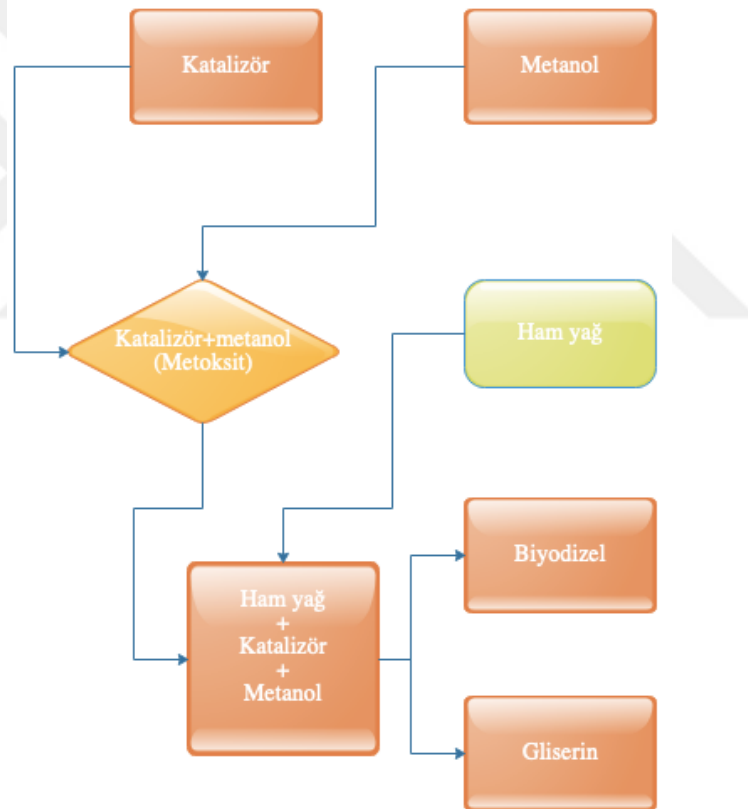 Katalizör
Metanol
Katalizör+metanol
(Metoksit)
Ham yağ
Ham yağ
+
Katalizör
+
Metanol
Biyodizel
Gliserin